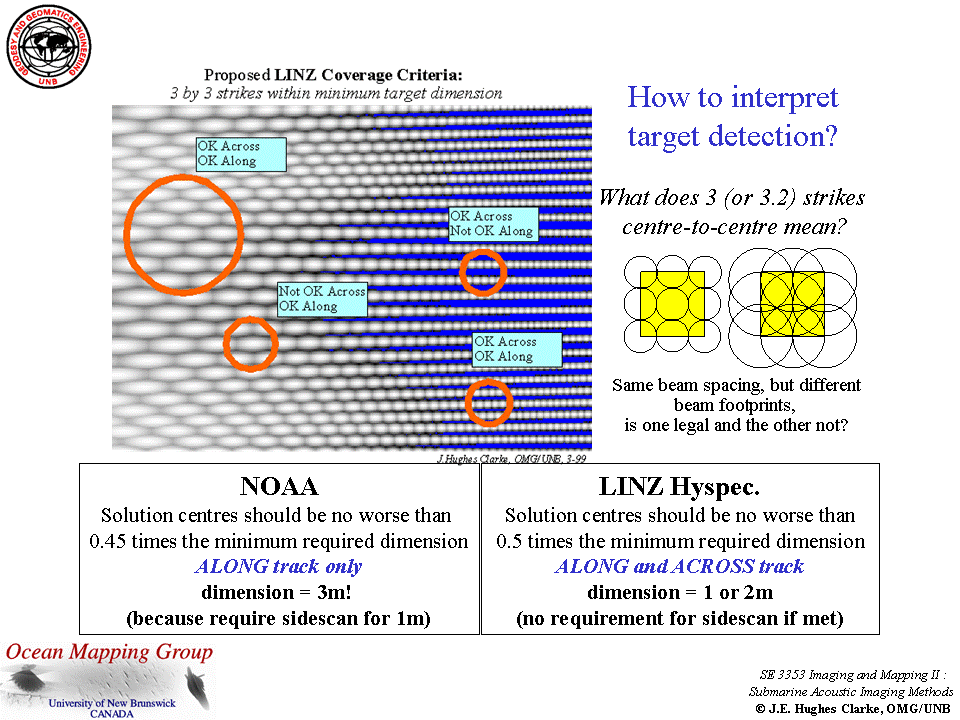 GEODESY AND GEOMATICS ENGINEERING
UNB
Proposed LINZ Coverage Criteria:
3 by 3 strikes within minimum target dimension
OK Across
OK Along
OK Across
Not OK Along
Not OK Across
OK Along
OK Across
OK Along
J.Hughes Clarke, OMG/UNB, 3-99
How to interpret
target detection?
What does 3 (or 3.2) strikes
centre-to-centre mean?
Same beam spacing, but different
beam footprints,
is one legal and the other not?
NOAA
Solution centres should be no worse than
0.45 times the minimum required dimension
ALONG track only
dimension = 3m!
(because require sidescan for 1m)
LINZ Hyspec.
Solution centres should be no worse than
0.5 times the minimum required dimension
ALONG and ACROSS track
dimension = 1 or 2m
(no requirement for sidescan if met)
Ocean Mapping Group
University of New Brunswick
CANADA
SE 3353 Imaging and Mapping II :
Submarine Acoustic Imaging Methods
© J.E. Hughes Clarke, OMG/UNB